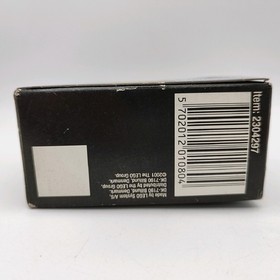 Item: 2304297
5 702012 010804
Made by LEGO System A/S,
DK-7190 Billund, Denmark.
Distributed by the LEGO Group,
DK-7190 Billund, Denmark.
©2001 The LEGO Group.